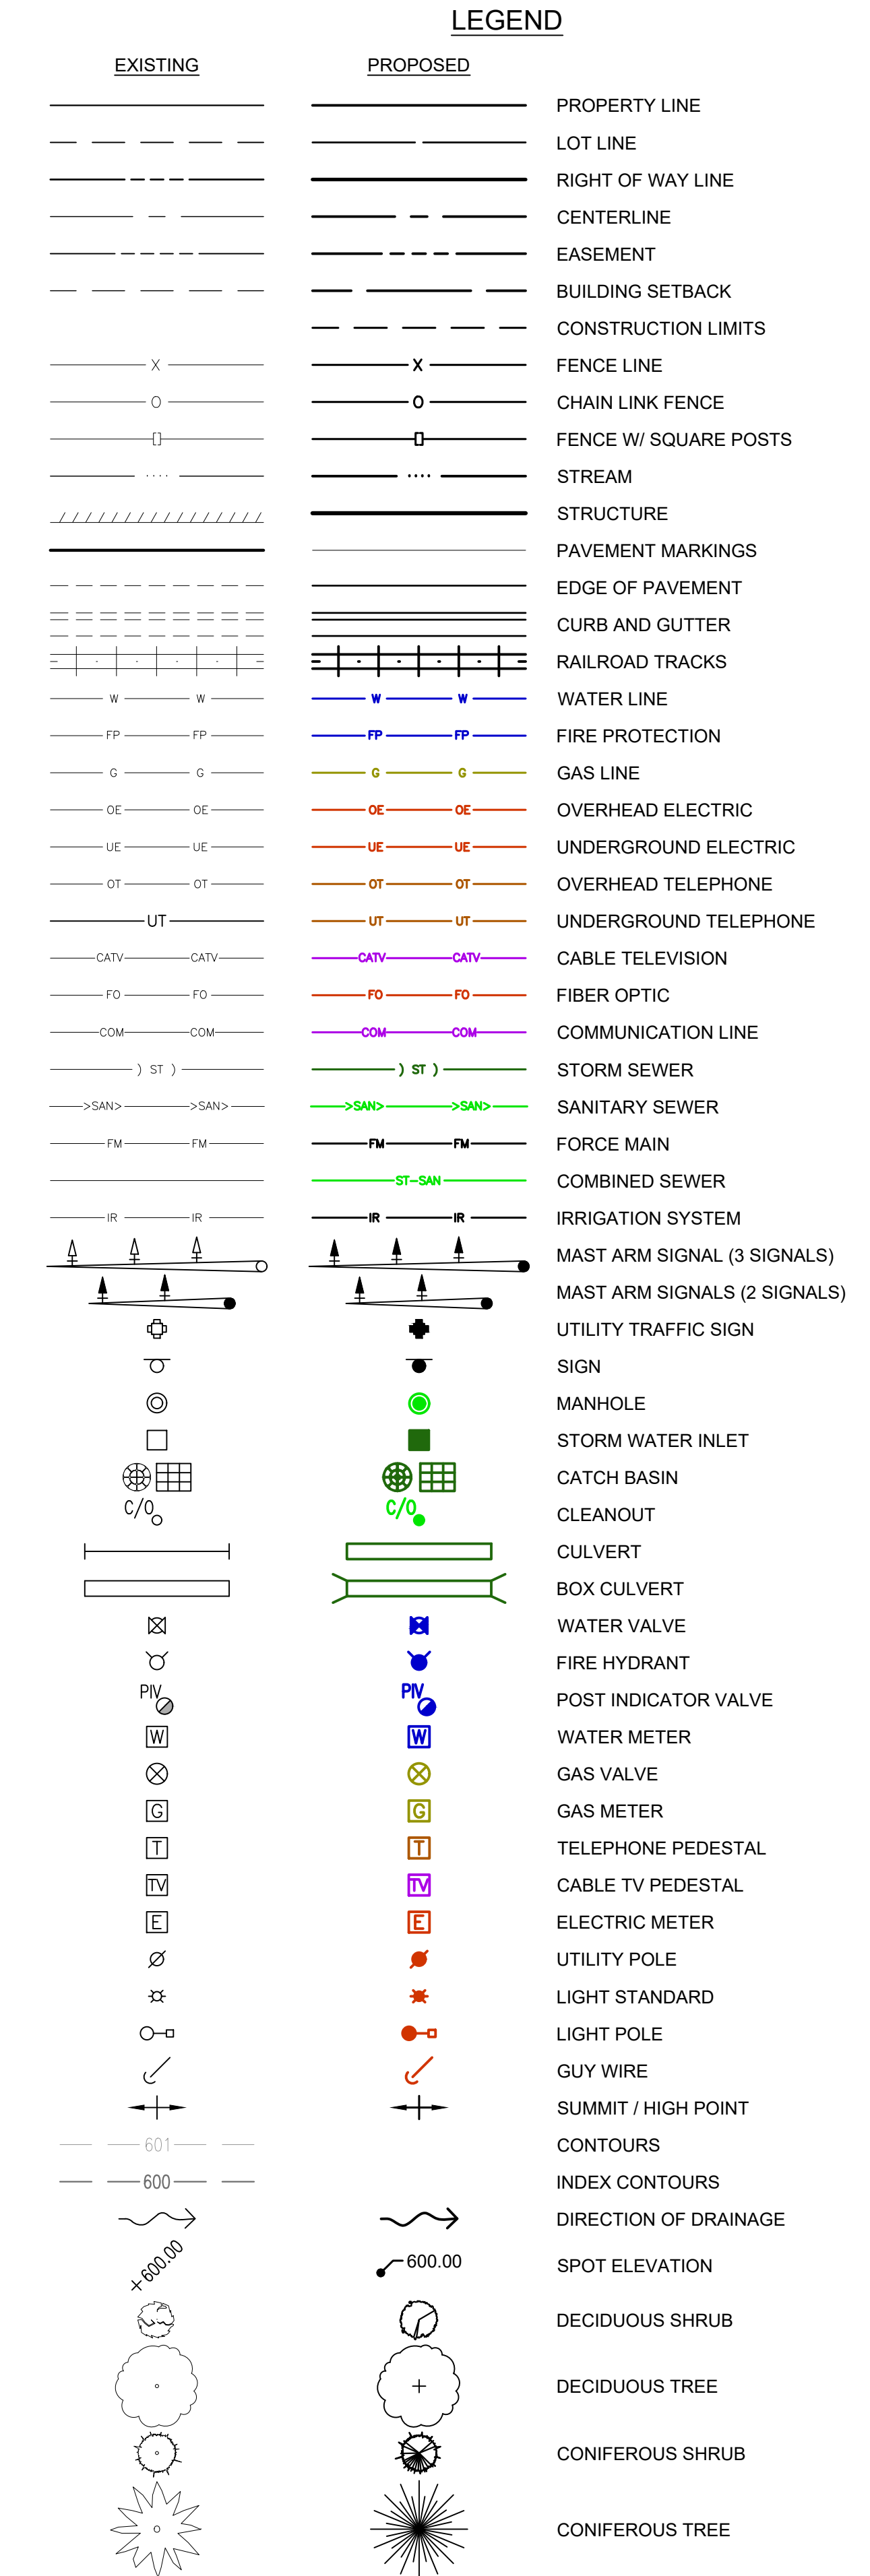 LEGEND
EXISTING PROPOSED
PROPERTY LINE
LOT LINE
RIGHT OF WAY LINE
CENTERLINE
EASEMENT
BUILDING SETBACK
CONSTRUCTION LIMITS
X X FENCE LINE
O O CHAIN LINK FENCE
[] [] FENCE W/ SQUARE POSTS
STREAM
STRUCTURE
PAVEMENT MARKINGS
EDGE OF PAVEMENT
CURB AND GUTTER
RAILROAD TRACKS
W W W W WATER LINE
FP FP FP FP FIRE PROTECTION
G G G G GAS LINE
OE OE OE OE OVERHEAD ELECTRIC
UE UE UE UE UNDERGROUND ELECTRIC
OT OT OT OT OVERHEAD TELEPHONE
UT UT UT UNDERGROUND TELEPHONE
CATV CATV CATV CATV CABLE TELEVISION
FO FO FO FO FIBER OPTIC
COM COM COM COM COMMUNICATION LINE
) ST ) ) ST ) STORM SEWER
>SAN> >SAN> >SAN> >SAN> SANITARY SEWER
FM FM FM FM FORCE MAIN
ST-SAN COMBINED SEWER
IR IR IR IR IRRIGATION SYSTEM
MAST ARM SIGNAL (3 SIGNALS)
MAST ARM SIGNALS (2 SIGNALS)
UTILITY TRAFFIC SIGN
SIGN
MANHOLE
STORM WATER INLET
CATCH BASIN
C/O C/O CLEANOUT
CULVERT
BOX CULVERT
WATER VALVE
FIRE HYDRANT
PIV PIV POST INDICATOR VALVE
W W WATER METER
GAS VALVE
G G GAS METER
T T TELEPHONE PEDESTAL
TV TV CABLE TV PEDESTAL
E E ELECTRIC METER
UTILITY POLE
LIGHT STANDARD
LIGHT POLE
GUY WIRE
SUMMIT / HIGH POINT
601 CONTOURS
600 INDEX CONTOURS
DIRECTION OF DRAINAGE
+600.00 600.00 SPOT ELEVATION
DECIDUOUS SHRUB
DECIDUOUS TREE
CONIFEROUS SHRUB
CONIFEROUS TREE